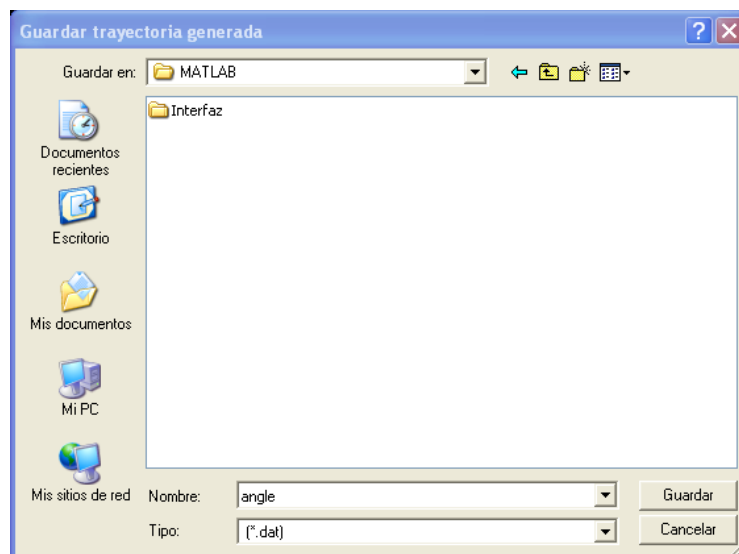 Guardar trayectoria generada
Guardar en: MATLAB
Interfaz
Documentos
recientes
Escritorio
Mis documentos
Mi PC
Mis sitios de red
Nombre: angle Guardar
Tipo: (*.dat) Cancelar